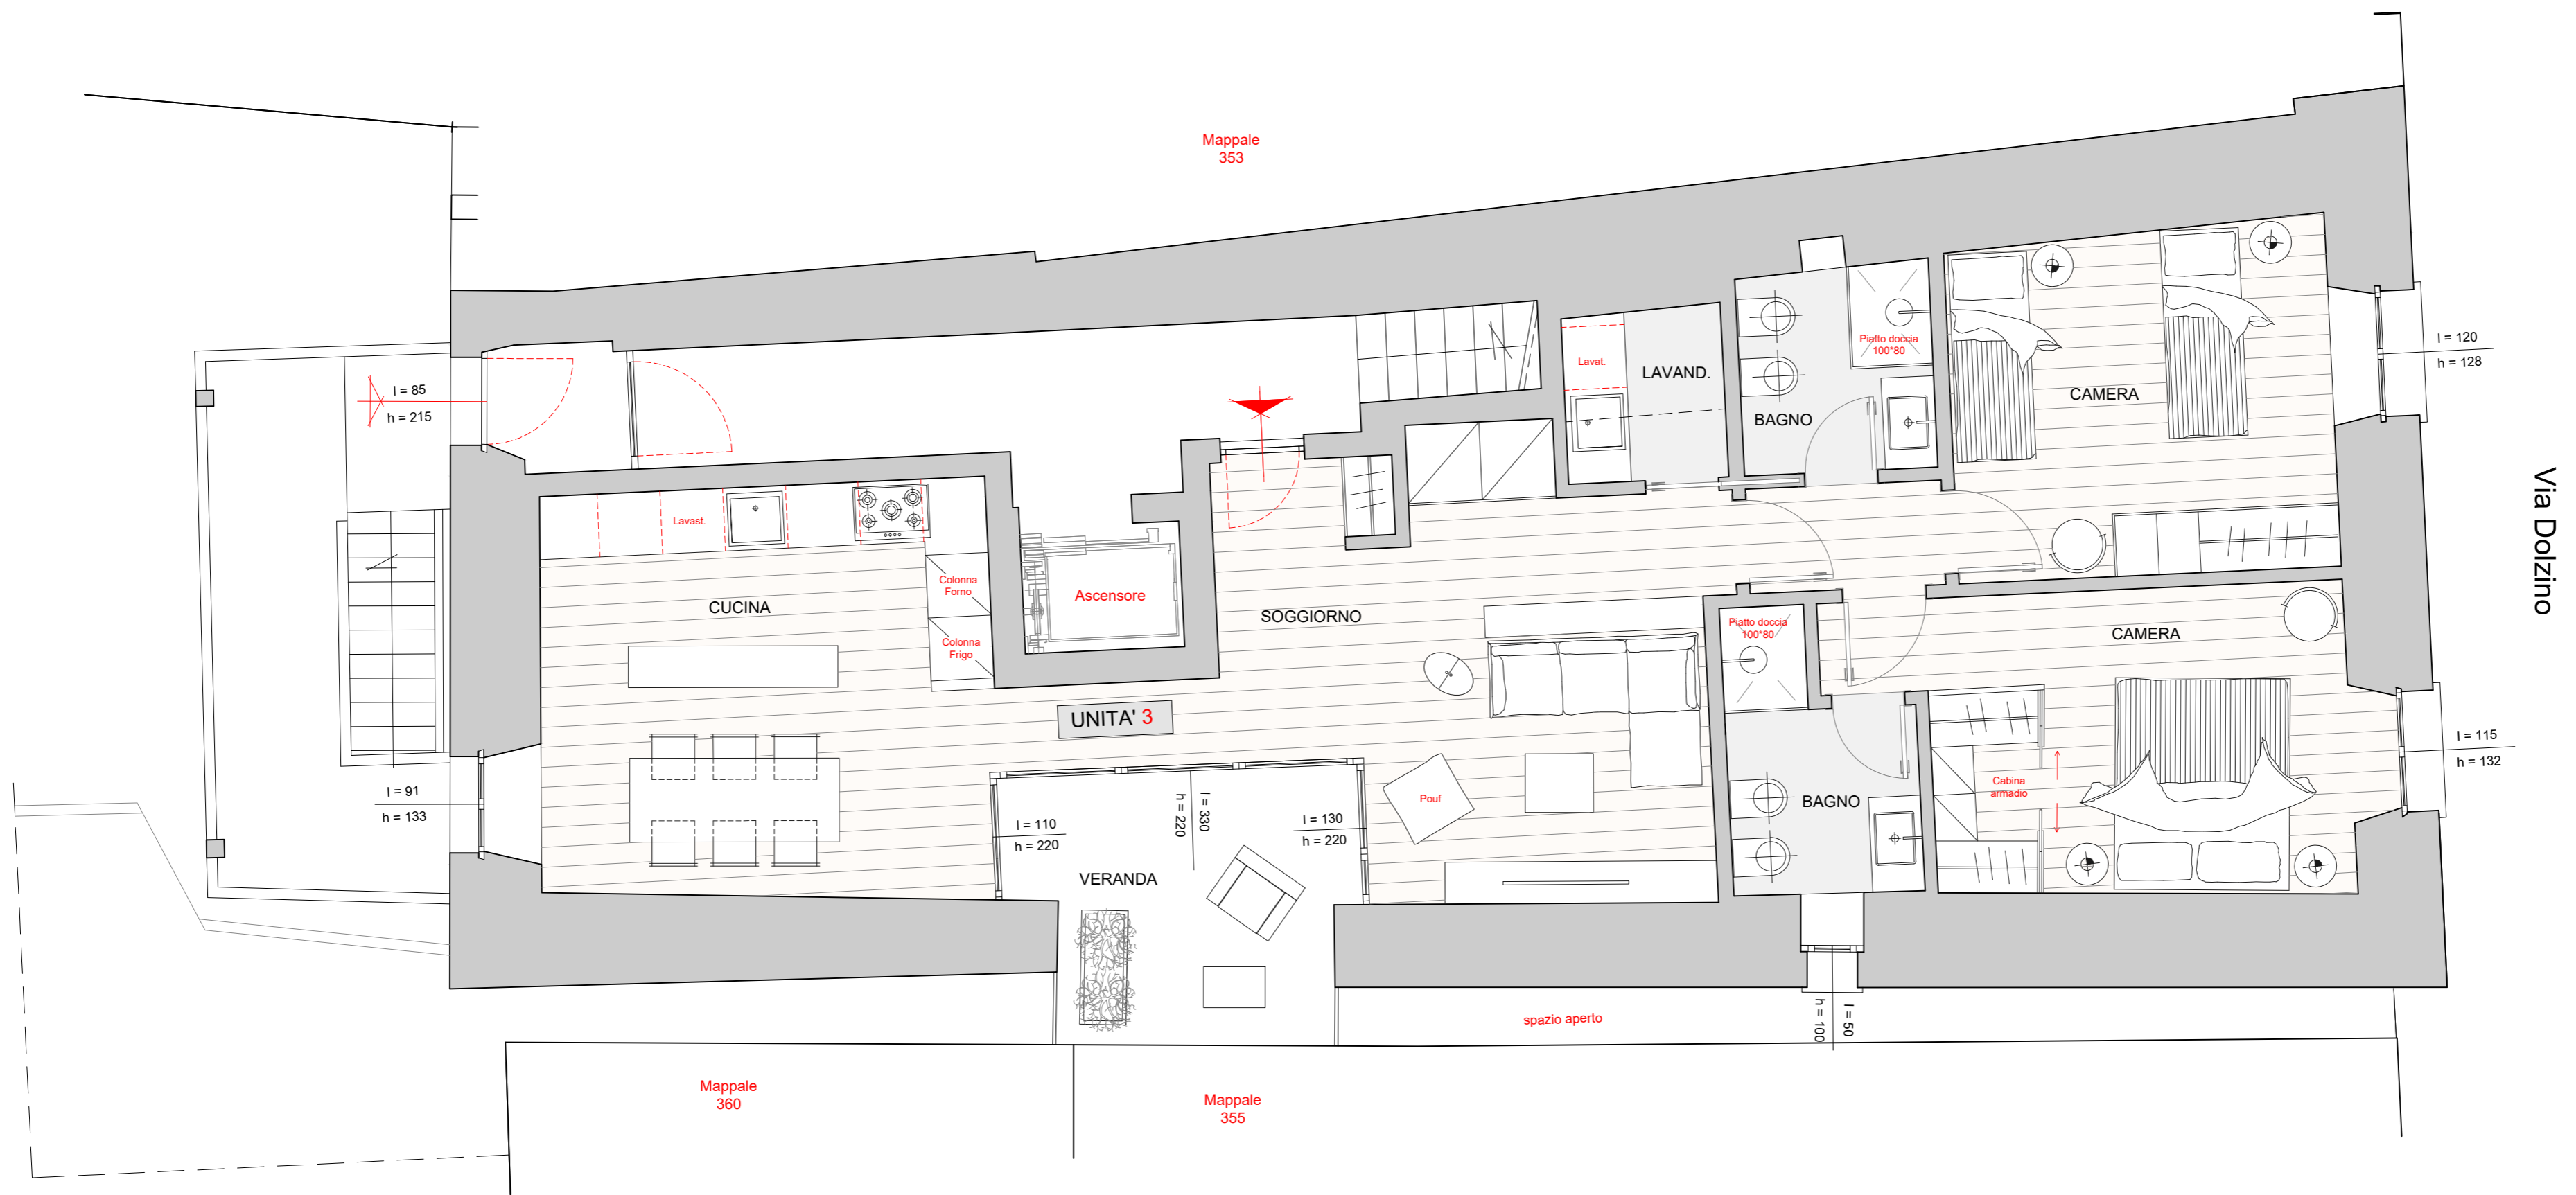 Mappale
353
l = 120
h = 128
Piatto doccia
100*80
Lavat.
LAVAND.
CAMERA
l = 85
h = 215
BAGNO
Via Dolzino
Lavast.
Colonna
Forno
Ascensore
CUCINA
SOGGIORNO
Piatto doccia
100*80
CAMERA
Colonna
Frigo
UNITA' 3
l = 115
h = 132
l = 91
h = 133
Cabina
armadio
Pouf
BAGNO
l = 110
h = 220
l = 330
h = 220
l = 130
h = 220
VERANDA
spazio aperto
l = 50
h = 100
Mappale
360
Mappale
355